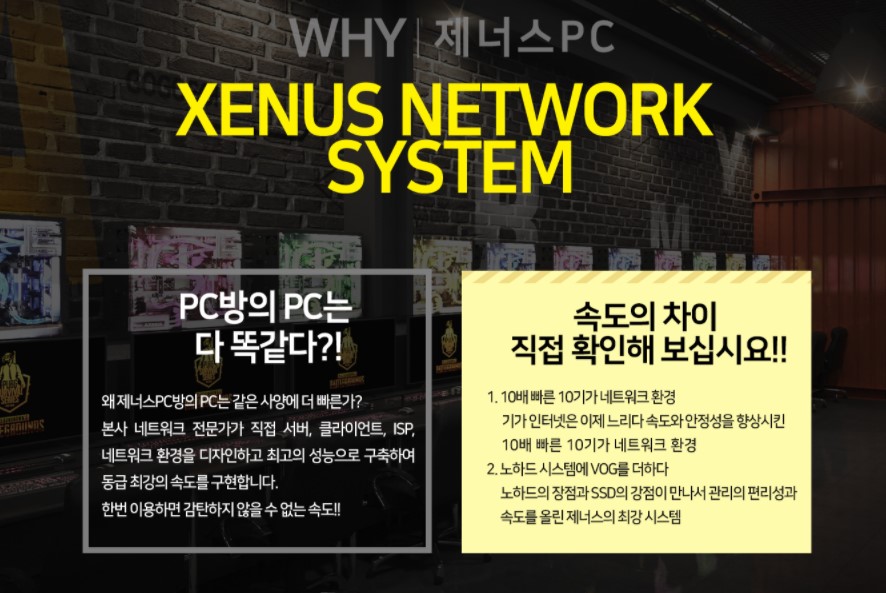 WHY | 제너스PC
XENUS NETWORK
SYSTEM
PC방의 PC는
다 똑같다?!
왜 제너스PC방의 PC는 같은 사양에 더 빠른가?
본사 네트워크 전문가가 직접 서버, 클라이언트, ISP,
네트워크 환경을 디자인하고 최고의 성능으로 구축하여
동급 최강의 속도를 구현합니다.
한번 이용하면 감탄하지 않을 수 없는 속도!!
속도의 차이
직접 확인해 보십시요!!
1. 10배 빠른 10기가 네트워크 환경
기가 인터넷은 이제 느리다 속도와 안정성을 향상시킨
10배 빠른 10기가 네트워크 환경
2. 노하드 시스템에 VOG를 더하다
노하드의 장점과 SSD의 강점이 만나서 관리의 편리성과
속도를 올린 제너스의 최강 시스템